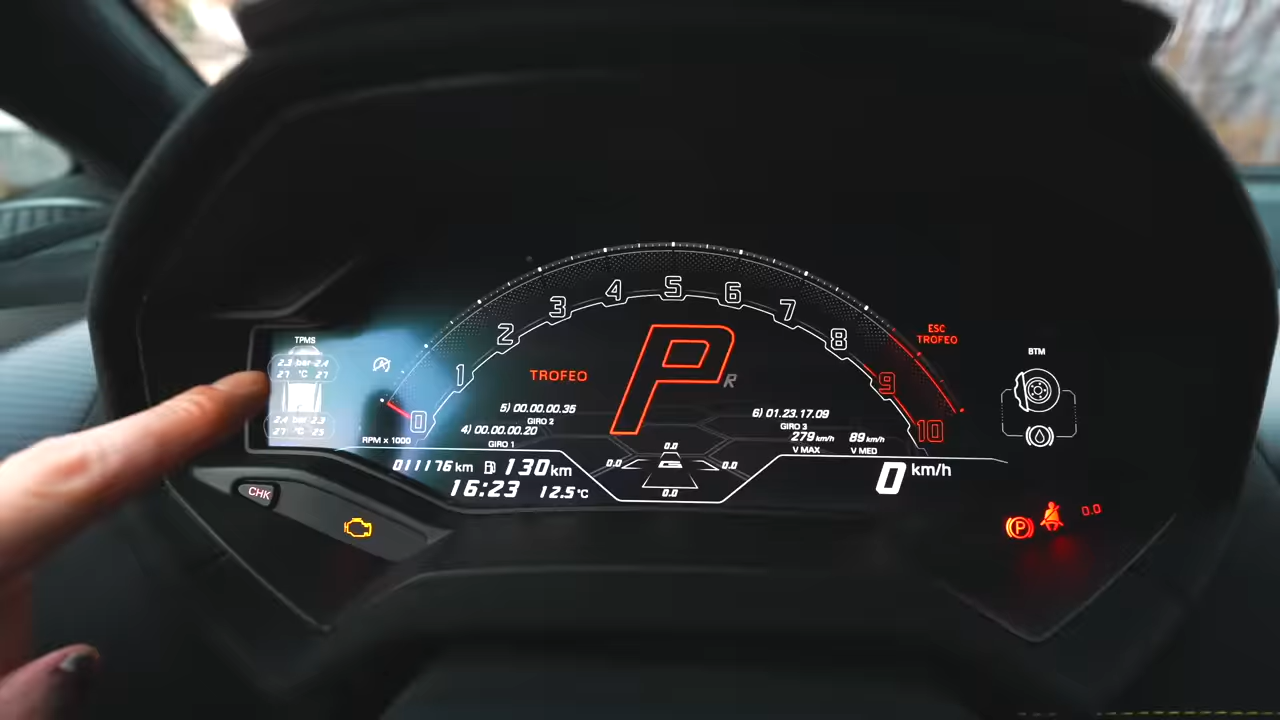 TPMS
2.3 bar 2.4
27 °C 27
2.4 bar 2.3
27 °C 25
RPM x 1000
0
1
2
3
4
5
6
7
8
9
10
ESC
TROFEO
TROFEO
P
R
5) 00.00.00.35
GIRO 2
4) 00.00.00.20
GIRO 1
6) 01.23.17.09
GIRO 3
279 km/h 89 km/h
V MAX V MED
0.0
0.0 0.0
0.0
011176 km 130 km
16:23 12.5°C
0 km/h
BTM
CHK
P
0.0